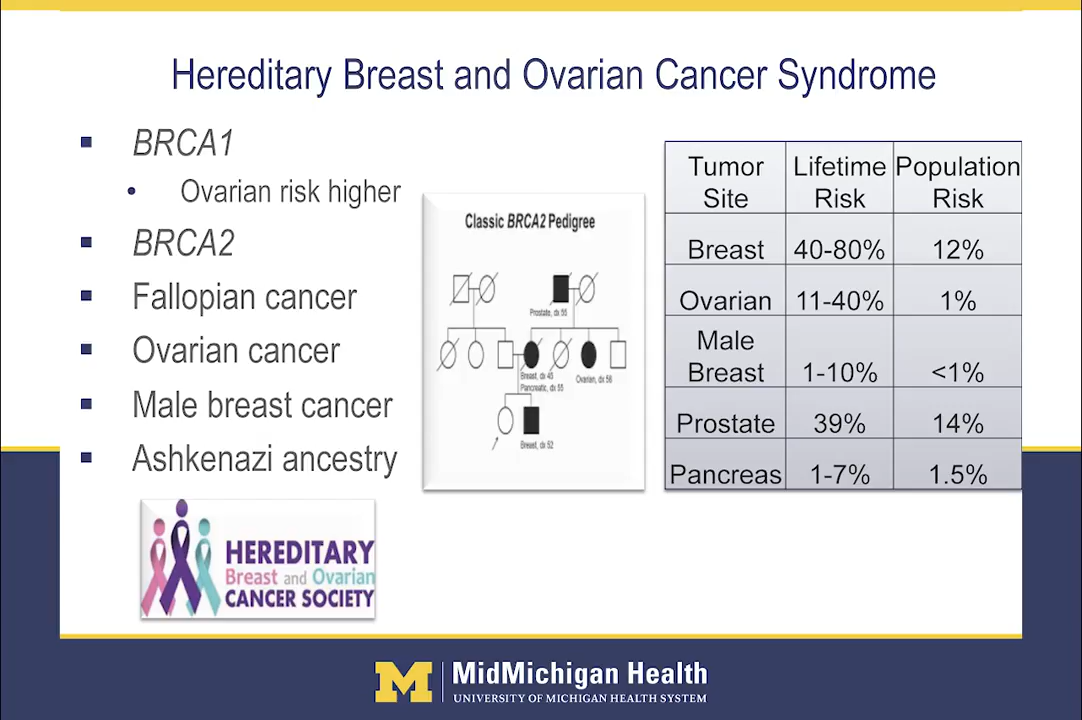 Hereditary Breast and Ovarian Cancer Syndrome
▪ BRCA1
• Ovarian risk higher
▪ BRCA2
▪ Fallopian cancer
▪ Ovarian cancer
▪ Male breast cancer
▪ Ashkenazi ancestry
Classic BRCA2 Pedigree
Prostate, dx 55
Breast, dx 45
Pancreatic, dx 55
Ovarian, dx 56
Breast, dx 52
Tumor Site Lifetime Risk Population Risk
Breast 40-80% 12%
Ovarian 11-40% 1%
Male Breast 1-10% <1%
Prostate 39% 14%
Pancreas 1-7% 1.5%
HEREDITARY
Breast and Ovarian
CANCER SOCIETY
M MidMichigan Health
UNIVERSITY OF MICHIGAN HEALTH SYSTEM